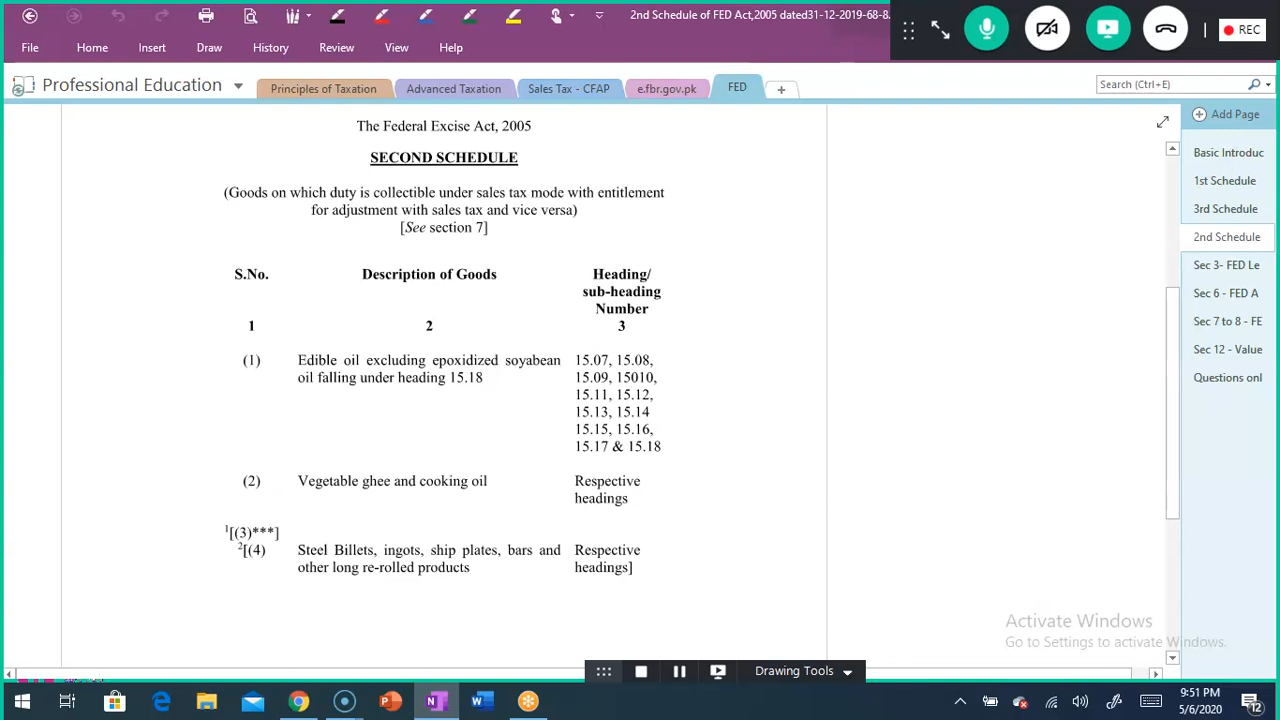 2nd Schedule of FED Act,2005 dated31-12-2019-68-8.
REC
File Home Insert Draw History Review View Help
Professional Education
Principles of Taxation Advanced Taxation Sales Tax - CFAP e.fbr.gov.pk FED
Search (Ctrl+E)
Add Page
Basic Introduc
1st Schedule
3rd Schedule
2nd Schedule
Sec 3- FED Le
Sec 6 - FED A
Sec 7 to 8 - FE
Sec 12 - Value
Questions onl
The Federal Excise Act, 2005
SECOND SCHEDULE
(Goods on which duty is collectible under sales tax mode with entitlement
for adjustment with sales tax and vice versa)
[See section 7]
S.No. Description of Goods Heading/
sub-heading
Number
1 2 3
(1) Edible oil excluding epoxidized soyabean 15.07, 15.08,
oil falling under heading 15.18 15.09, 15010,
15.11, 15.12,
15.13, 15.14
15.15, 15.16,
15.17 & 15.18
(2) Vegetable ghee and cooking oil Respective
headings
1[(3)***]
2[(4) Steel Billets, ingots, ship plates, bars and Respective
other long re-rolled products headings]
Activate Windows
Go to Settings to activate Windows.
Drawing Tools
9:51 PM
5/6/2020
12